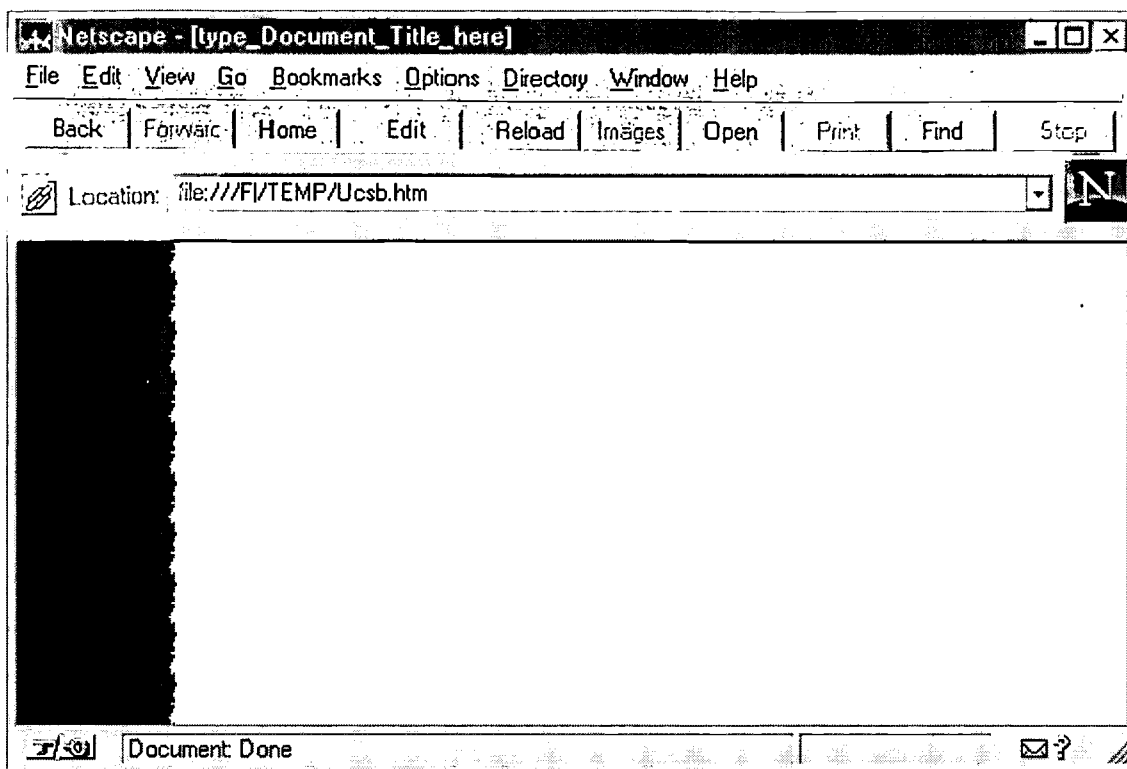 Netscape - [type_Document_Title_here]
File Edit View Go Bookmarks Options Directory Window Help
Back Forward Home Edit Reload Images Open Print Find Stop
Location: file:///F|/TEMP/Ucsb.htm
N
Document: Done